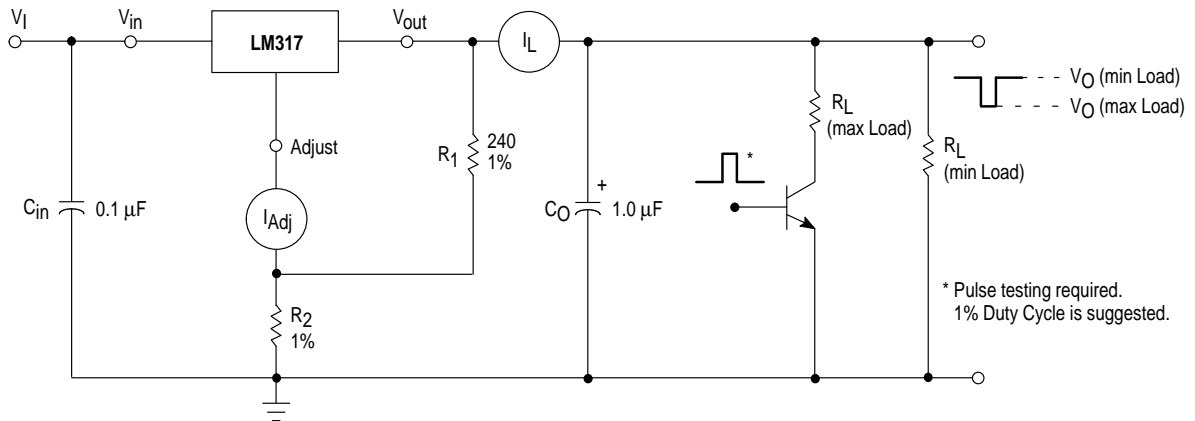 VI
Vin
LM317
Vout
IL
VO (min Load)
VO (max Load)
RL
(max Load)
Adjust
R1
240
1%
*
RL
(min Load)
Cin
0.1 μF
IAdj
+
CO
1.0 μF
R2
1%
* Pulse testing required.
1% Duty Cycle is suggested.